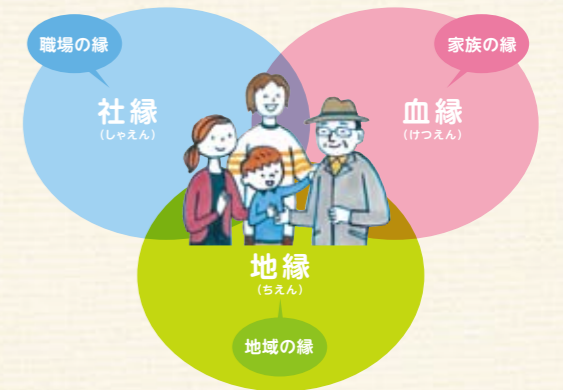 職場の縁
社縁
（しゃえん）
家族の縁
血縁
（けつえん）
地縁
（ちえん）
地域の縁